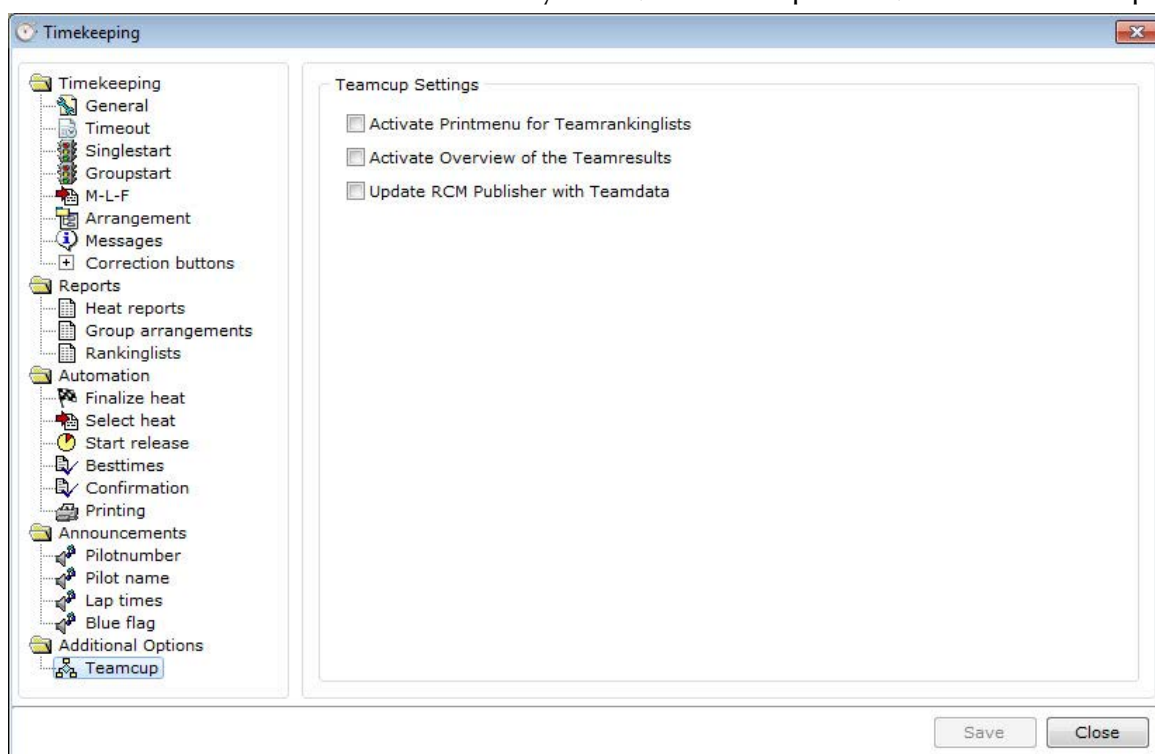 Timekeeping
Timekeeping
General
Timeout
Singlestart
Groupstart
M-L-F
Arrangement
Messages
Correction buttons
Reports
Heat reports
Group arrangements
Rankinglists
Automation
Finalize heat
Select heat
Start release
Besttimes
Confirmation
Printing
Announcements
Pilotnumber
Pilot name
Lap times
Blue flag
Additional Options
Teamcup
Teamcup Settings
Activate Printmenu for Teamrankinglists
Activate Overview of the Teamresults
Update RCM Publisher with Teamdata
Save
Close